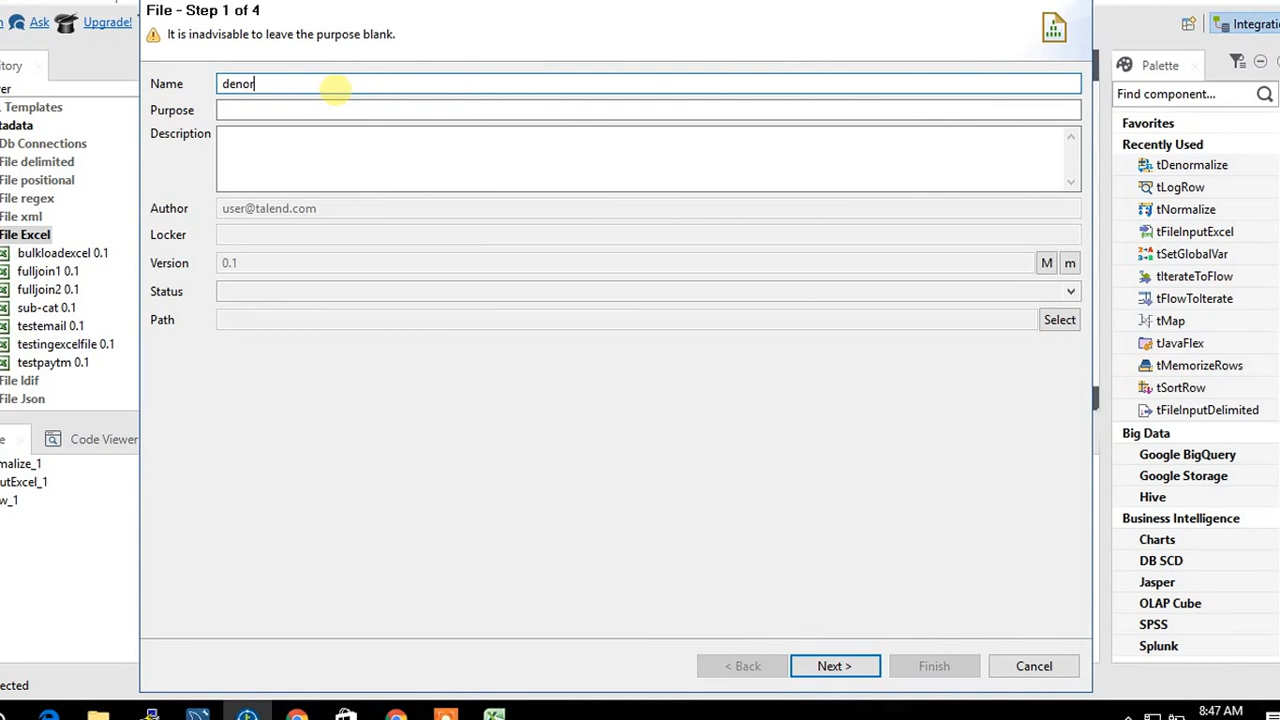 File - Step 1 of 4
Ask Upgrade!
It is inadvisable to leave the purpose blank.
Integratio
Name denor
Purpose
Description
Author user@talend.com
Locker
Version 0.1 M m
Status
Path Select
< Back Next > Finish Cancel
Templates
Db Connections
File delimited
File positional
File regex
File xml
File Excel
bulkloadexcel 0.1
fulljoin1 0.1
fulljoin2 0.1
sub-cat 0.1
testemail 0.1
testingexcelfile 0.1
testpaytm 0.1
File ldif
File Json
Code Viewer
malize_1
utExcel_1
w_1
ected
Palette
Find component...
Favorites
Recently Used
tDenormalize
tLogRow
tNormalize
tFileInputExcel
tSetGlobalVar
tIterateToFlow
tFlowToIterate
tMap
tJavaFlex
tMemorizeRows
tSortRow
tFileInputDelimited
Big Data
Google BigQuery
Google Storage
Hive
Business Intelligence
Charts
DB SCD
Jasper
OLAP Cube
SPSS
Splunk
8:47 AM